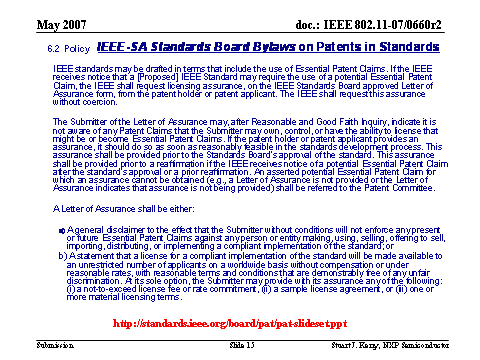 May 2007 doc.: IEEE 802.11-07/0660r2
6.2 Policy IEEE-SA Standards Board Bylaws on Patents in Standards
IEEE standards may be drafted in terms that include the use of Essential Patent Claims. If the IEEE
receives notice that a [Proposed] IEEE Standard may require the use of a potential Essential Patent
Claim, the IEEE shall request licensing assurance, on the IEEE Standards Board approved Letter of
Assurance form, from the patent holder or patent applicant. The IEEE shall request this assurance
without coercion.
The Submitter of the Letter of Assurance may, after Reasonable and Good Faith Inquiry, indicate it is
not aware of any Patent Claims that the Submitter may own, control, or have the ability to license that
might be or become Essential Patent Claims. If the patent holder or patent applicant provides an
assurance, it should do so as soon as reasonably feasible in the standards development process. This
assurance shall be provided prior to the Standards Board's approval of the standard. This assurance
shall be provided prior to a reaffirmation if the IEEE receives notice of a potential Essential Patent Claim
after the standard's approval or a prior reaffirmation. An asserted potential Essential Patent Claim for
which an assurance cannot be obtained (e.g., a Letter of Assurance is not provided or the Letter of
Assurance indicates that assurance is not being provided) shall be referred to the Patent Committee.
A Letter of Assurance shall be either:
a) A general disclaimer to the effect that the Submitter without conditions will not enforce any present
or future Essential Patent Claims against any person or entity making, using, selling, offering to sell,
importing, distributing, or implementing a compliant implementation of the standard; or
b) A statement that a license for a compliant implementation of the standard will be made available to
an unrestricted number of applicants on a worldwide basis without compensation or under
reasonable rates, with reasonable terms and conditions that are demonstrably free of any unfair
discrimination. At its sole option, the Submitter may provide with its assurance any of the following:
(i) a not-to-exceed license fee or rate commitment, (ii) a sample license agreement, or (iii) one or
more material licensing terms.
http://standards.ieee.org/board/pat/pat-slideset.ppt
Submission Slide 15 Stuart J. Kerry, NXP Semiconductor